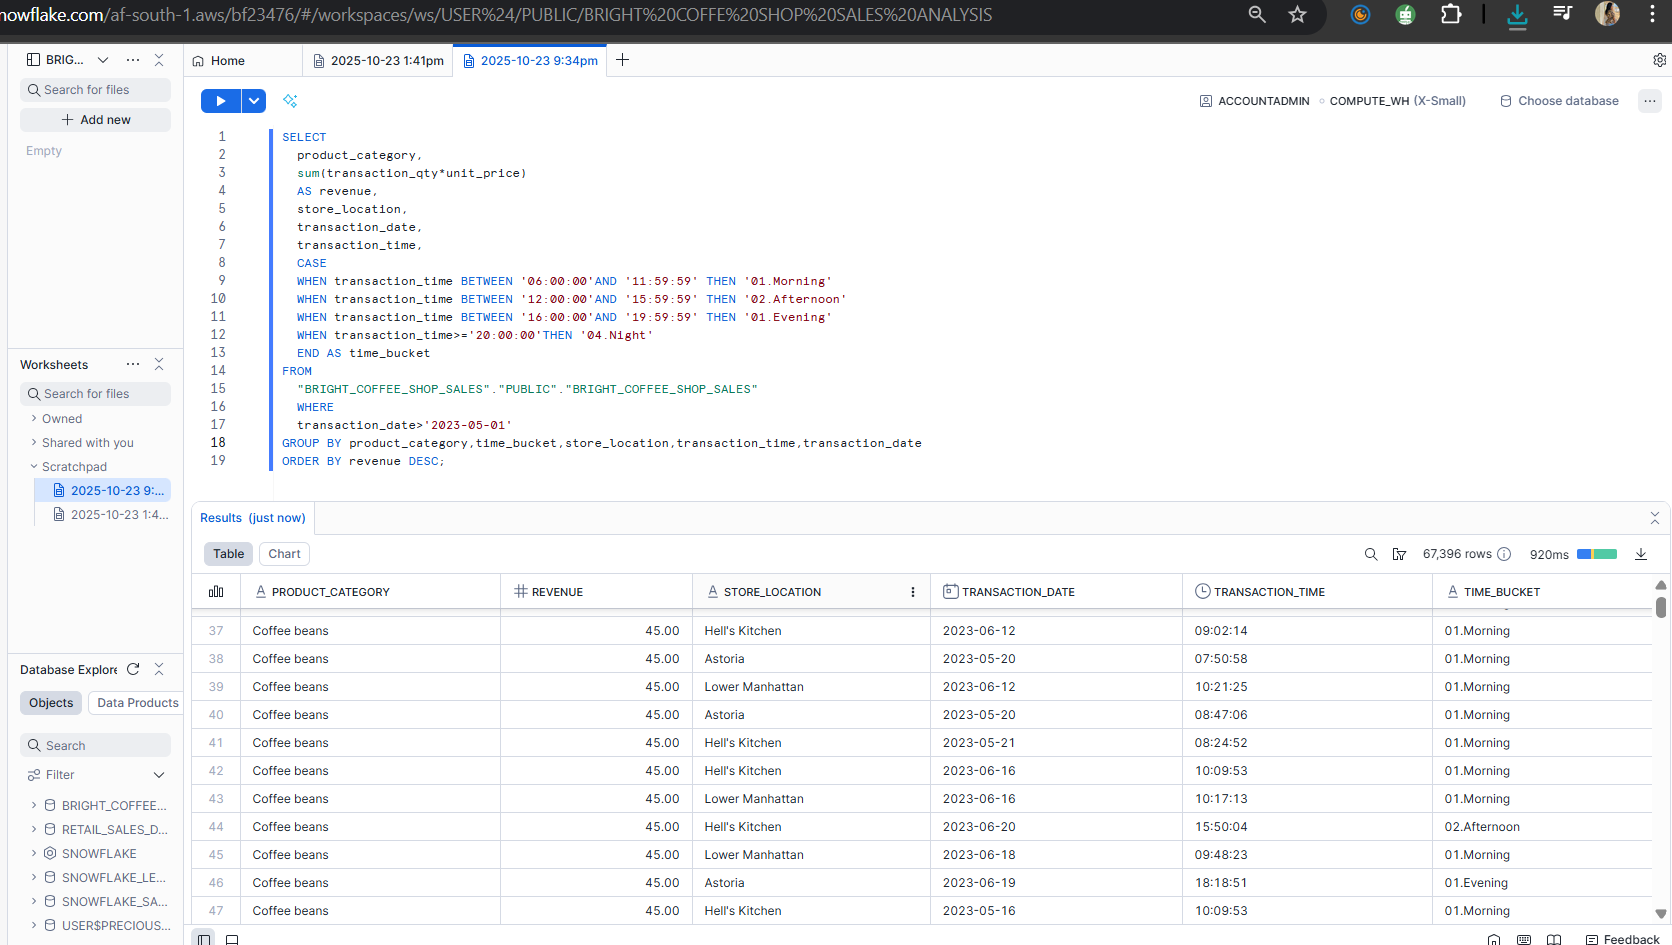 nowflake.com/af-south-1.aws/bf23476/#/workspaces/ws/USER%24/PUBLIC/BRIGHT%20COFFE%20SHOP%20SALES%20ANALYSIS
BRIG...
Search for files
Add new
Empty
Home
2025-10-23 1:41pm
2025-10-23 9:34pm
ACCOUNTADMIN
COMPUTE_WH (X-Small)
Choose database
1 SELECT
2 product_category,
3 sum(transaction_qty*unit_price)
4 AS revenue,
5 store_location,
6 transaction_date,
7 transaction_time,
8 CASE
9 WHEN transaction_time BETWEEN '06:00:00'AND '11:59:59' THEN '01.Morning'
10 WHEN transaction_time BETWEEN '12:00:00'AND '15:59:59' THEN '02.Afternoon'
11 WHEN transaction_time BETWEEN '16:00:00'AND '19:59:59' THEN '01.Evening'
12 WHEN transaction_time>='20:00:00'THEN '04.Night'
13 END AS time_bucket
14 FROM
15 "BRIGHT_COFFEE_SHOP_SALES"."PUBLIC"."BRIGHT_COFFEE_SHOP_SALES"
16 WHERE
17 transaction_date>'2023-05-01'
18 GROUP BY product_category,time_bucket,store_location,transaction_time,transaction_date
19 ORDER BY revenue DESC;
Worksheets
Search for files
Owned
Shared with you
Scratchpad
2025-10-23 9:...
2025-10-23 1:4...
Database Explore
Objects
Data Products
Search
Filter
BRIGHT_COFFEE...
RETAIL_SALES_D...
SNOWFLAKE
SNOWFLAKE_LE...
SNOWFLAKE_SA...
USER$PRECIOUS...
Results (just now)
Table
Chart
67,396 rows
920ms
PRODUCT_CATEGORY REVENUE STORE_LOCATION TRANSACTION_DATE TRANSACTION_TIME TIME_BUCKET
37 Coffee beans 45.00 Hell's Kitchen 2023-06-12 09:02:14 01.Morning
38 Coffee beans 45.00 Astoria 2023-05-20 07:50:58 01.Morning
39 Coffee beans 45.00 Lower Manhattan 2023-06-12 10:21:25 01.Morning
40 Coffee beans 45.00 Astoria 2023-05-20 08:47:06 01.Morning
41 Coffee beans 45.00 Hell's Kitchen 2023-05-21 08:24:52 01.Morning
42 Coffee beans 45.00 Hell's Kitchen 2023-06-16 10:09:53 01.Morning
43 Coffee beans 45.00 Lower Manhattan 2023-06-16 10:17:13 01.Morning
44 Coffee beans 45.00 Hell's Kitchen 2023-06-20 15:50:04 02.Afternoon
45 Coffee beans 45.00 Lower Manhattan 2023-06-18 09:48:23 01.Morning
46 Coffee beans 45.00 Astoria 2023-06-19 18:18:51 01.Evening
47 Coffee beans 45.00 Hell's Kitchen 2023-05-16 10:09:53 01.Morning
Feedback